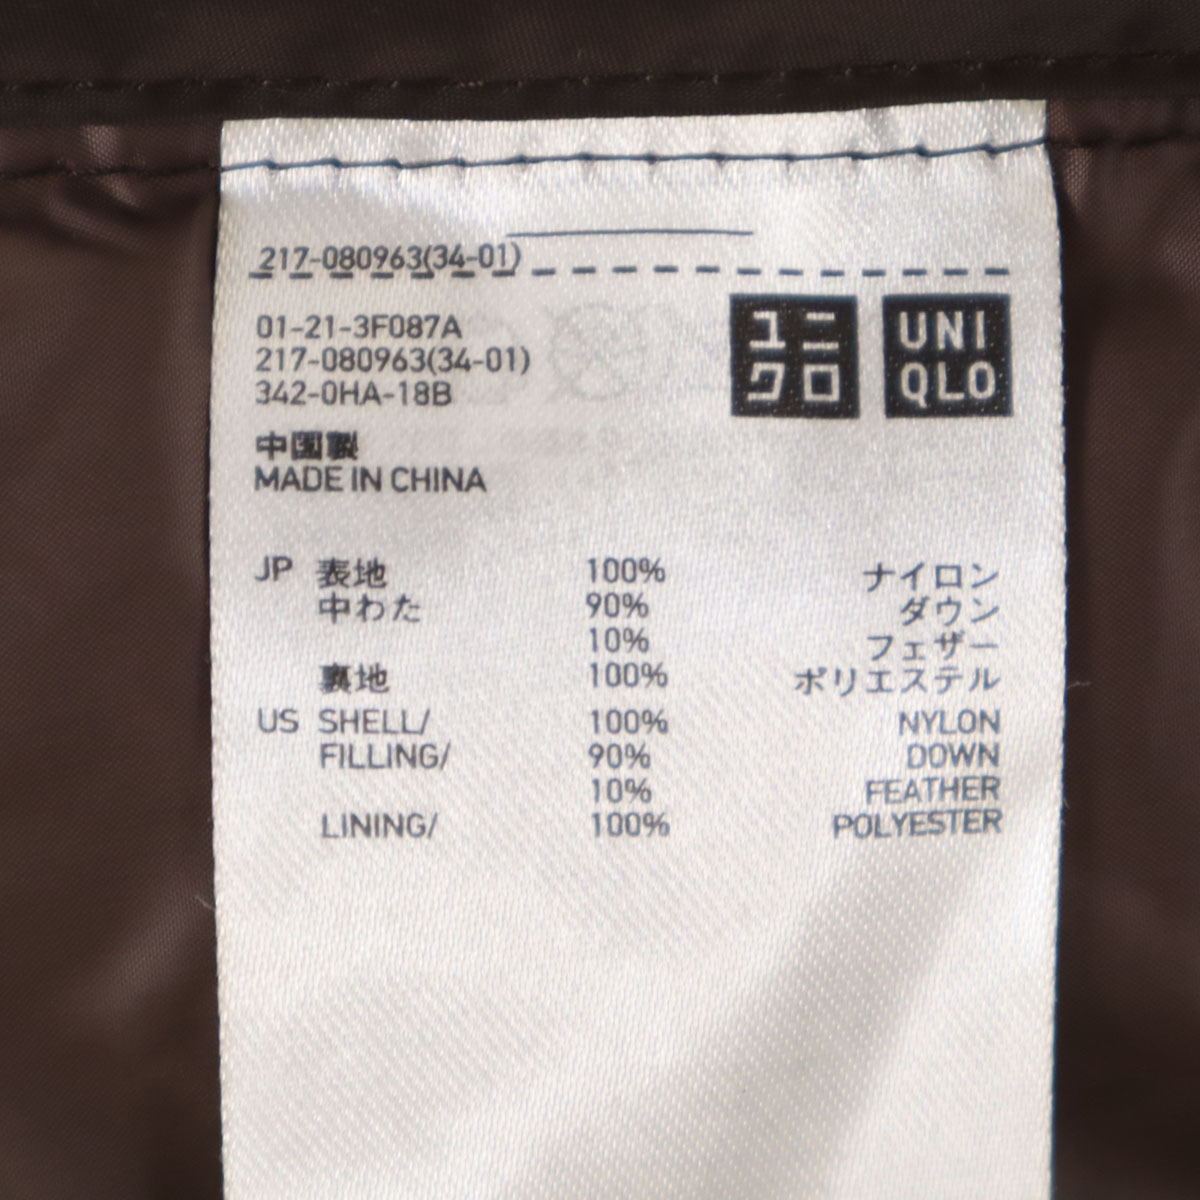 217-080963(34-01)
01-21-3F087A
217-080963(34-01)
342-0HA-18B
ユニ
クロ
UNI
QLO
中国製
MADE IN CHINA
JP 表地 100% ナイロン
中わた 90% ダウン
10% フェザー
裏地 100% ポリエステル
US SHELL/ 100% NYLON
FILLING/ 90% DOWN
10% FEATHER
LINING/ 100% POLYESTER